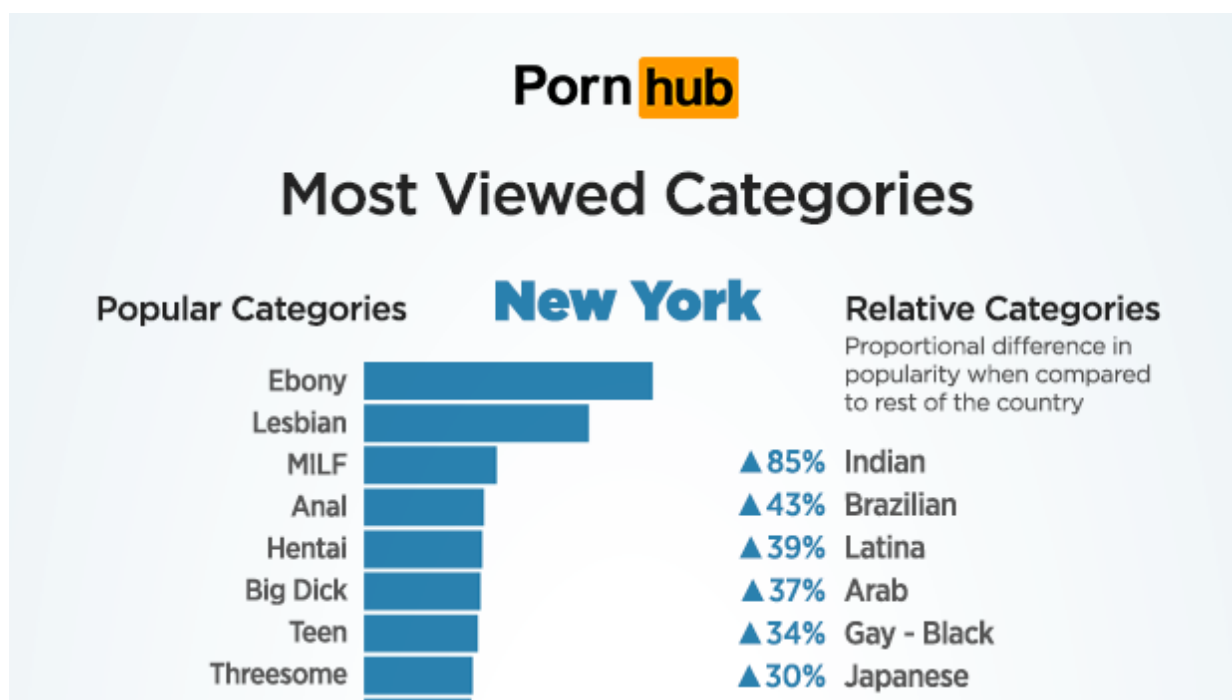 Porn hub
Most Viewed Categories
New York
Popular Categories
Ebony
Lesbian
MILF
Anal
Hentai
Big Dick
Teen
Threesome
Relative Categories
Proportional difference in
popularity when compared
to rest of the country
▲85% Indian
▲43% Brazilian
▲39% Latina
▲37% Arab
▲34% Gay - Black
▲30% Japanese